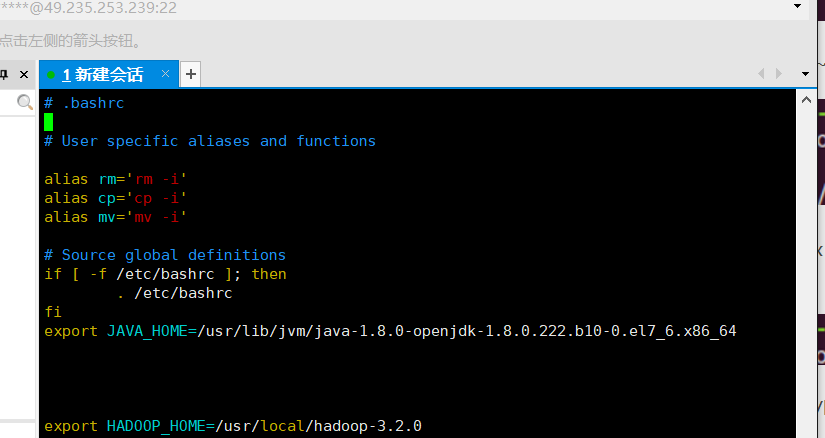 ****@49.235.253.239:22
点击左侧的箭头按钮。
1 新建会话
# .bashrc
# User specific aliases and functions
alias rm='rm -i'
alias cp='cp -i'
alias mv='mv -i'
# Source global definitions
if [ -f /etc/bashrc ]; then
        . /etc/bashrc
fi
export JAVA_HOME=/usr/lib/jvm/java-1.8.0-openjdk-1.8.0.222.b10-0.el7_6.x86_64
export HADOOP_HOME=/usr/local/hadoop-3.2.0